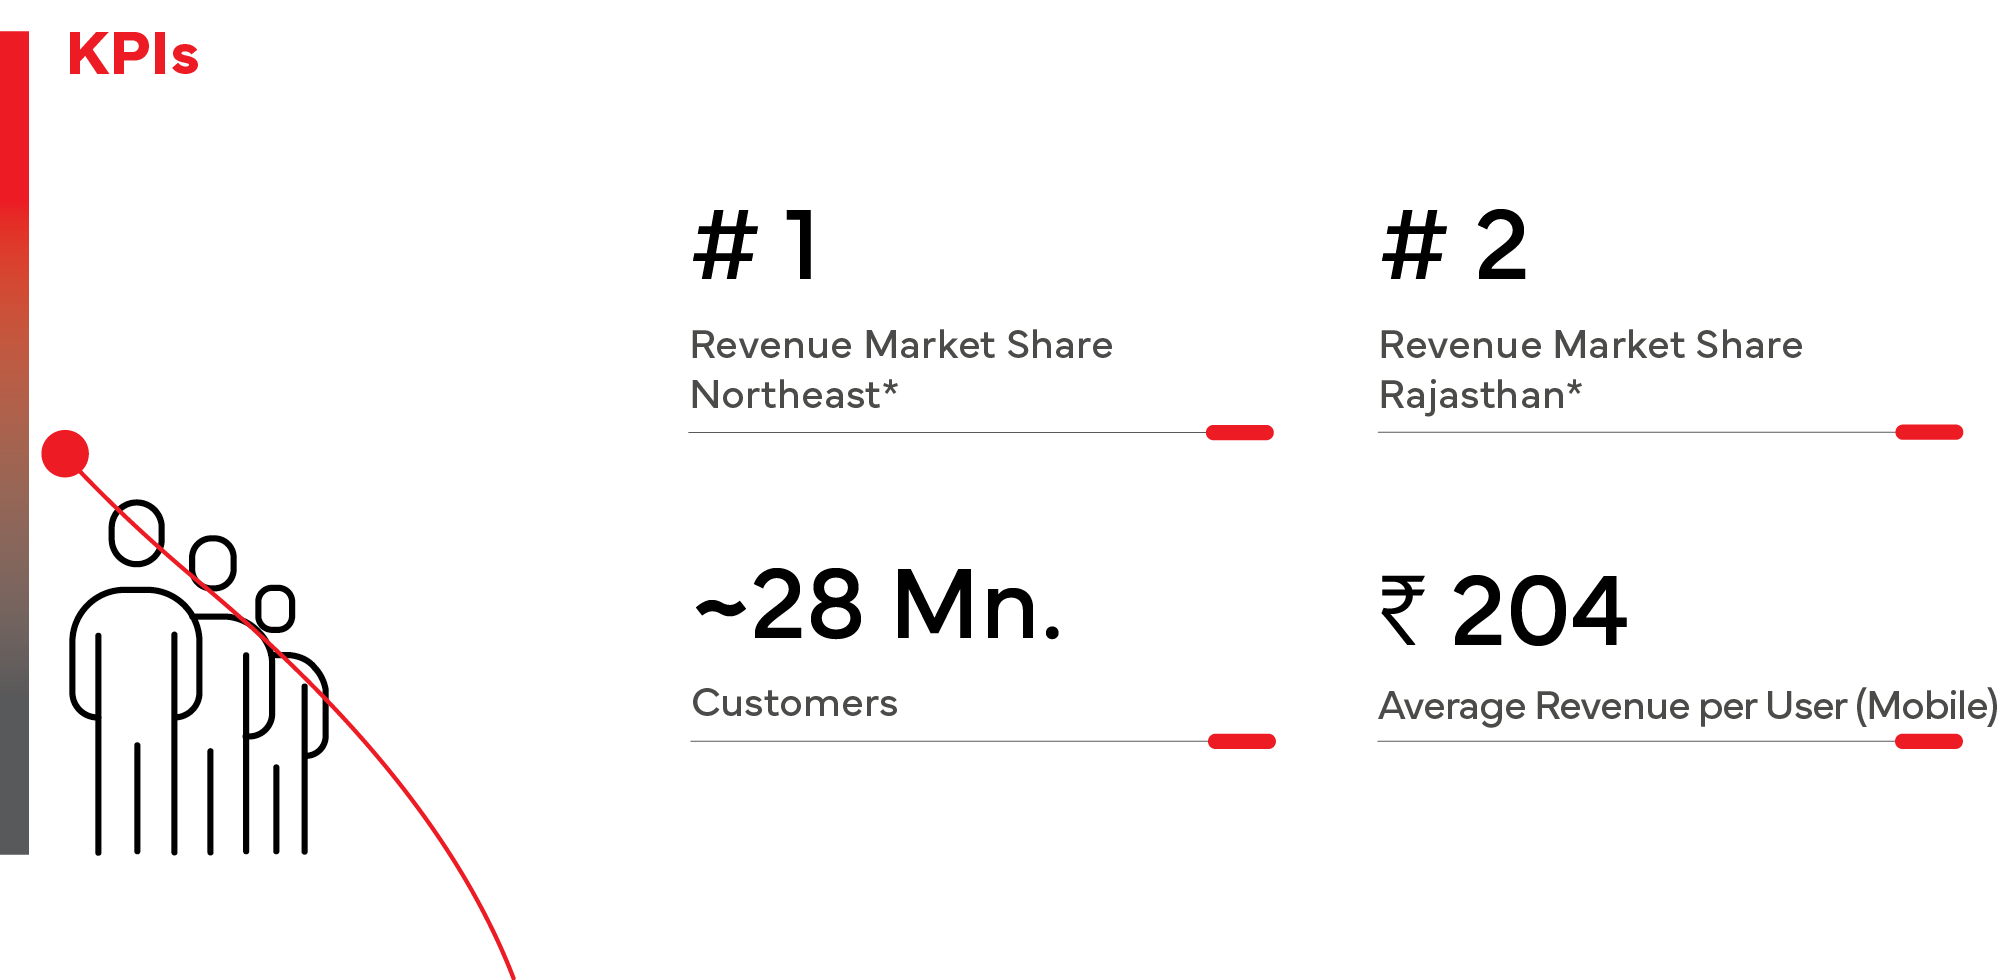 KPIs
# 1
Revenue Market Share
Northeast*
# 2
Revenue Market Share
Rajasthan*
~28 Mn.
Customers
₹ 204
Average Revenue per User (Mobile)